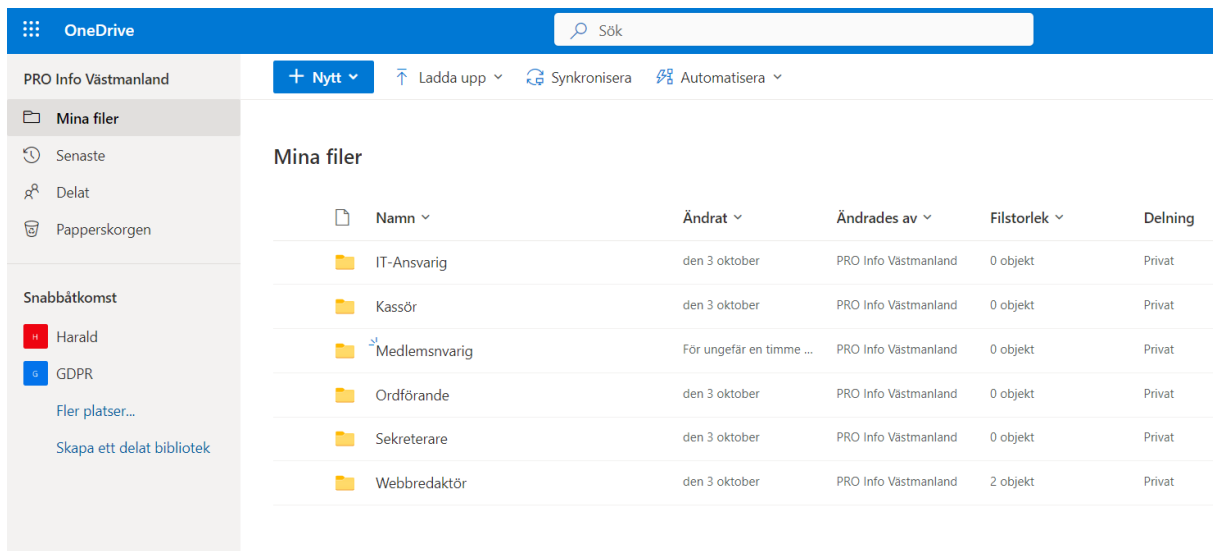 OneDrive
Sök
PRO Info Västmanland
Nytt Ladda upp Synkronisera Automatisera
Mina filer
Senaste
Delat
Papperskorgen
Snabbåtkomst
H Harald
G GDPR
Fler platser...
Skapa ett delat bibliotek
Mina filer
Namn Ändrat Ändrades av Filstorlek Delning
IT-Ansvarig den 3 oktober PRO Info Västmanland 0 objekt Privat
Kassör den 3 oktober PRO Info Västmanland 0 objekt Privat
Medlemsnvarig För ungefär en timme ... PRO Info Västmanland 0 objekt Privat
Ordförande den 3 oktober PRO Info Västmanland 0 objekt Privat
Sekreterare den 3 oktober PRO Info Västmanland 0 objekt Privat
Webbredaktör den 3 oktober PRO Info Västmanland 2 objekt Privat